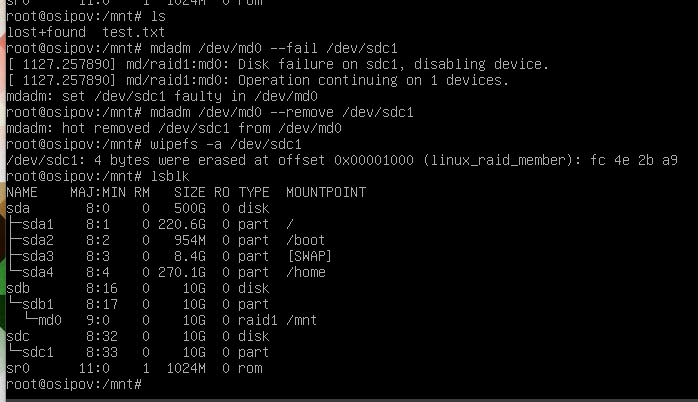 sr0 11:0 1 1024M 0 rom
root@osipov:/mnt# ls
lost+found test.txt
root@osipov:/mnt# mdadm /dev/md0 --fail /dev/sdc1
[ 1127.257890] md/raid1:md0: Disk failure on sdc1, disabling device.
[ 1127.257890] md/raid1:md0: Operation continuing on 1 devices.
mdadm: set /dev/sdc1 faulty in /dev/md0
root@osipov:/mnt# mdadm /dev/md0 --remove /dev/sdc1
mdadm: hot removed /dev/sdc1 from /dev/md0
root@osipov:/mnt# wipefs -a /dev/sdc1
/dev/sdc1: 4 bytes were erased at offset 0x00001000 (linux_raid_member): fc 4e 2b a9
root@osipov:/mnt# lsblk
NAME MAJ:MIN RM SIZE RO TYPE MOUNTPOINT
sda 8:0 0 500G 0 disk
├─sda1 8:1 0 220.6G 0 part /
├─sda2 8:2 0 954M 0 part /boot
├─sda3 8:3 0 8.4G 0 part [SWAP]
└─sda4 8:4 0 270.1G 0 part /home
sdb 8:16 0 10G 0 disk
└─sdb1 8:17 0 10G 0 part
└─md0 9:0 0 10G 0 raid1 /mnt
sdc 8:32 0 10G 0 disk
└─sdc1 8:33 0 10G 0 part
sr0 11:0 1 1024M 0 rom
root@osipov:/mnt#